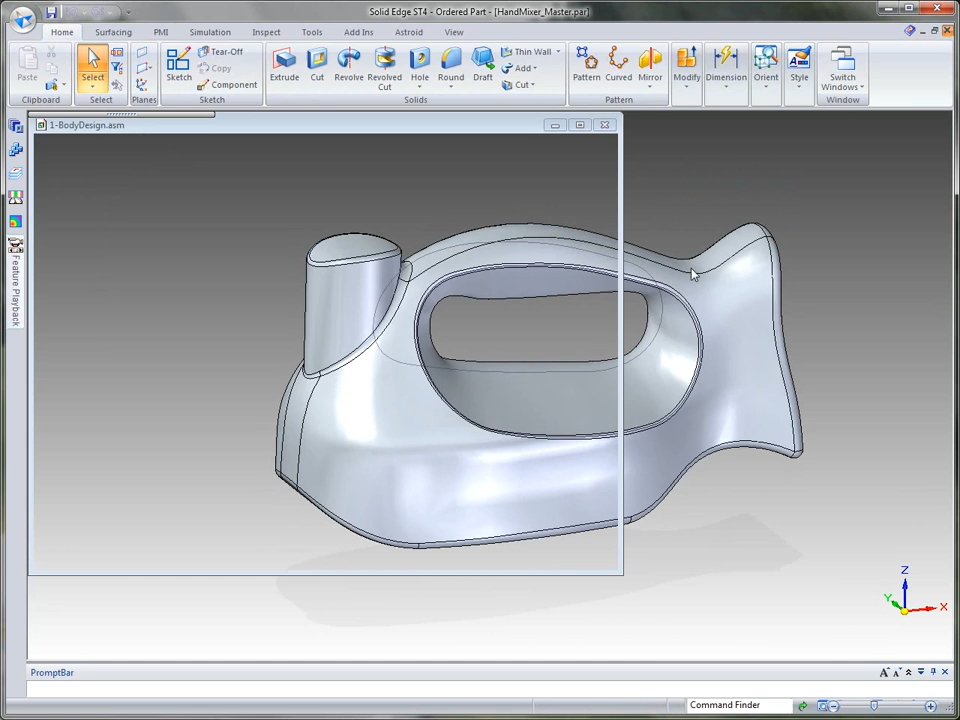 Solid Edge ST4 - Ordered Part - [HandMixer_Master.par]
Home Surfacing PMI Simulation Inspect Tools Add Ins Astroid View
Paste
Clipboard
Select
Select
Planes
Sketch
Tear-Off
Copy
Component
Sketch
Extrude Cut Revolve Revolved Cut Hole Round Draft
Thin Wall
Add
Cut
Solids
Pattern Curved Mirror
Pattern
Modify
Dimension
Orient
Style
Switch Windows
Window
1-BodyDesign.asm
Feature Playback
Z
Y
X
PromptBar
Command Finder